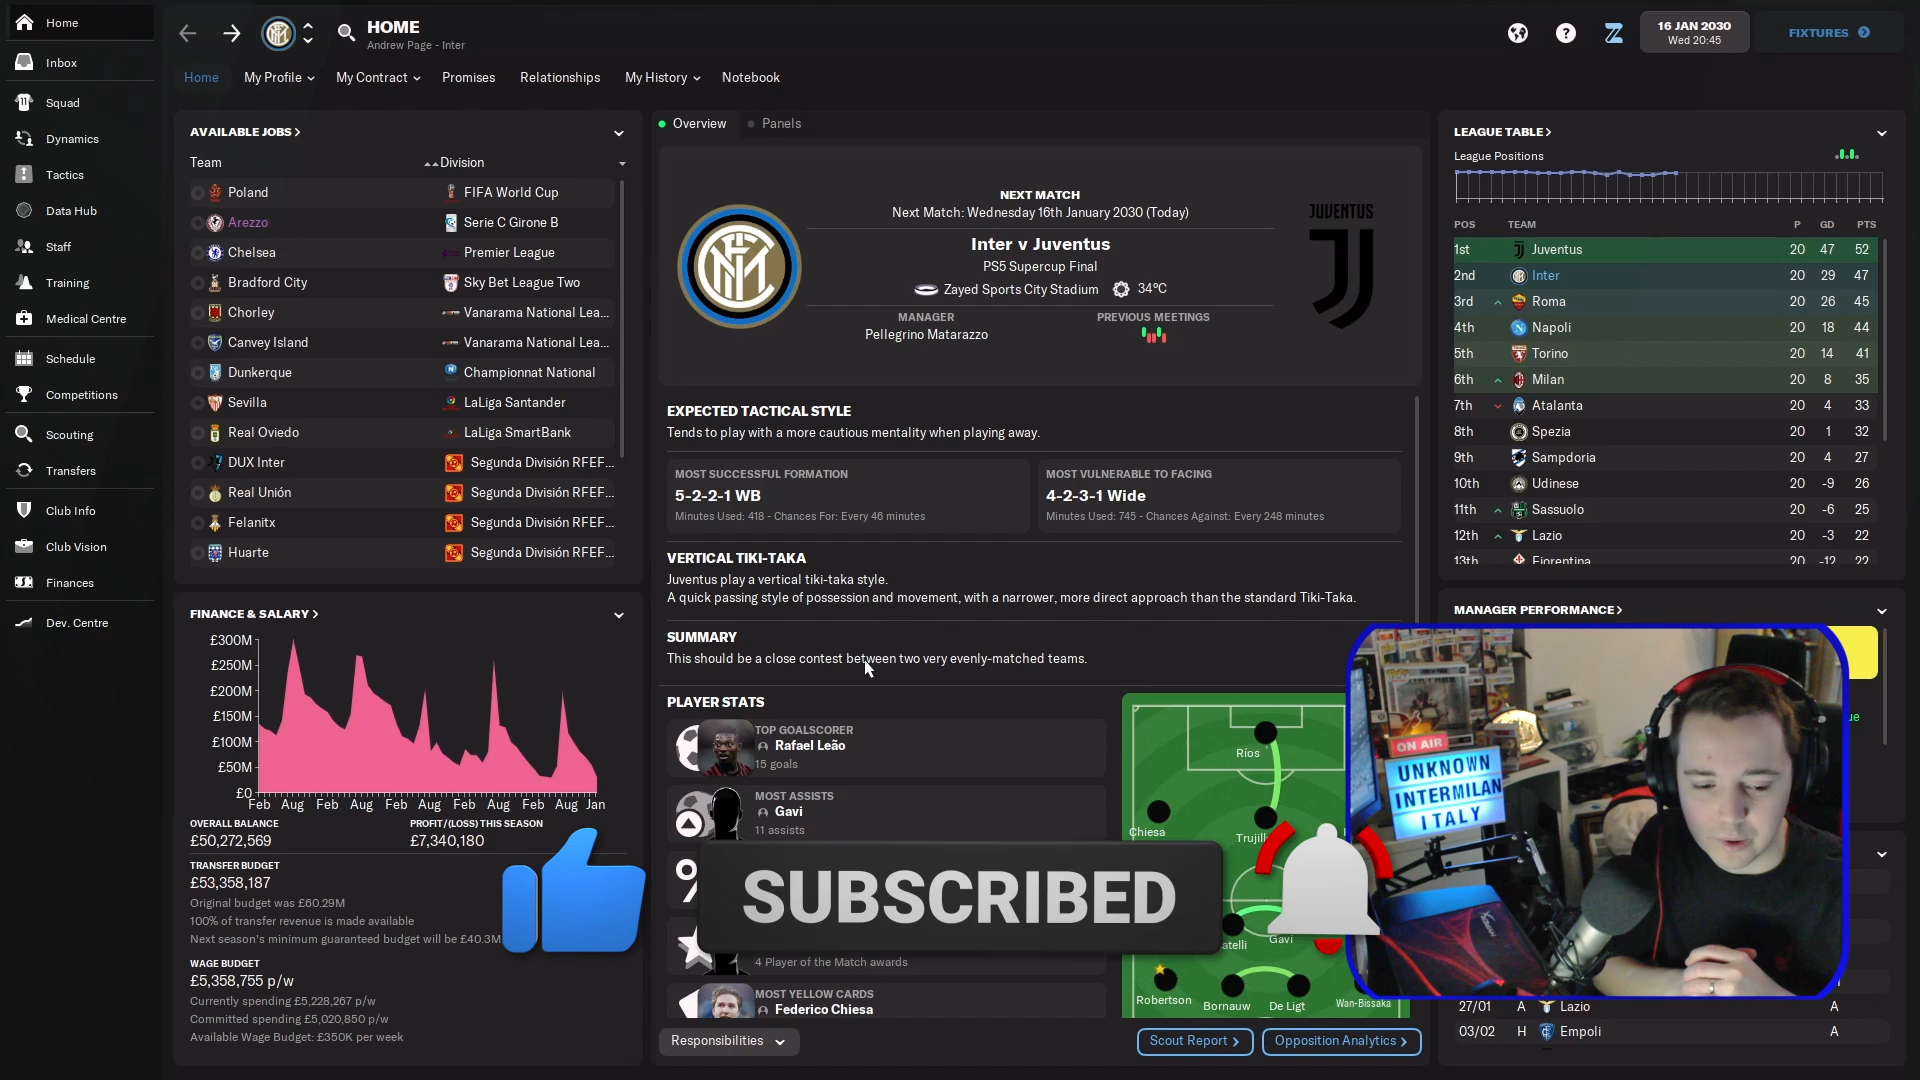 Home
Inbox
Squad
Dynamics
Tactics
Data Hub
Staff
Training
Medical Centre
Schedule
Competitions
Scouting
Transfers
Club Info
Club Vision
Finances
Dev. Centre
HOME
Andrew Page - Inter
16 JAN 2030
Wed 20:45
FIXTURES
Home My Profile My Contract Promises Relationships My History Notebook
AVAILABLE JOBS >
Team Division
Poland FIFA World Cup
Arezzo Serie C Girone B
Chelsea Premier League
Bradford City Sky Bet League Two
Chorley Vanarama National Lea...
Canvey Island Vanarama National Lea...
Dunkerque Championnat National
Sevilla LaLiga Santander
Real Oviedo LaLiga SmartBank
DUX Inter Segunda División RFEF...
Real Unión Segunda División RFEF...
Felanitx Segunda División RFEF...
Huarte Segunda División RFEF...
FINANCE & SALARY >
£300M
£250M
£200M
£150M
£100M
£50M
£0
Feb Aug Feb Aug Feb Aug Feb Aug Feb Aug Jan
OVERALL BALANCE PROFIT/(LOSS) THIS SEASON
£50,272,569 £7,340,180
TRANSFER BUDGET
£53,358,187
Original budget was £60.29M
100% of transfer revenue is made available
Next season's minimum guaranteed budget will be £40.3M
WAGE BUDGET
£5,358,755 p/w
Currently spending £5,228,267 p/w
Committed spending £5,020,850 p/w
Available Wage Budget: £350K per week
Overview Panels
NEXT MATCH
Next Match: Wednesday 16th January 2030 (Today)
Inter v Juventus
PS5 Supercup Final
Zayed Sports City Stadium 34°C
MANAGER PREVIOUS MEETINGS
Pellegrino Matarazzo
JUVENTUS
EXPECTED TACTICAL STYLE
Tends to play with a more cautious mentality when playing away.
MOST SUCCESSFUL FORMATION
5-2-2-1 WB
Minutes Used: 418 - Chances For: Every 46 minutes
MOST VULNERABLE TO FACING
4-2-3-1 Wide
Minutes Used: 745 - Chances Against: Every 248 minutes
VERTICAL TIKI-TAKA
Juventus play a vertical tiki-taka style.
A quick passing style of possession and movement, with a narrower, more direct approach than the standard Tiki-Taka.
SUMMARY
This should be a close contest between two very evenly-matched teams.
PLAYER STATS
TOP GOALSCORER
Rafael Leão
15 goals
MOST ASSISTS
Gavi
11 assists
4 Player of the Match awards
MOST YELLOW CARDS
Federico Chiesa
Ríos
Chiesa
Trujill
atelli Gavi
Robertson Bornauw De Ligt Wan-Bissaka
SUBSCRIBED
Responsibilities
Scout Report >
Opposition Analytics >
LEAGUE TABLE >
League Positions
POS TEAM P GD PTS
1st Juventus 20 47 52
2nd Inter 20 29 47
3rd Roma 20 26 45
4th Napoli 20 18 44
5th Torino 20 14 41
6th Milan 20 8 35
7th Atalanta 20 4 33
8th Spezia 20 1 32
9th Sampdoria 20 4 27
10th Udinese 20 -9 26
11th Sassuolo 20 -6 25
12th Lazio 20 -3 22
13th Fiorentina 20 -12 22
MANAGER PERFORMANCE >
ue
ON AIR
UNKNOWN
INTERMILAN
ITALY
27/01 A Lazio A
03/02 H Empoli A